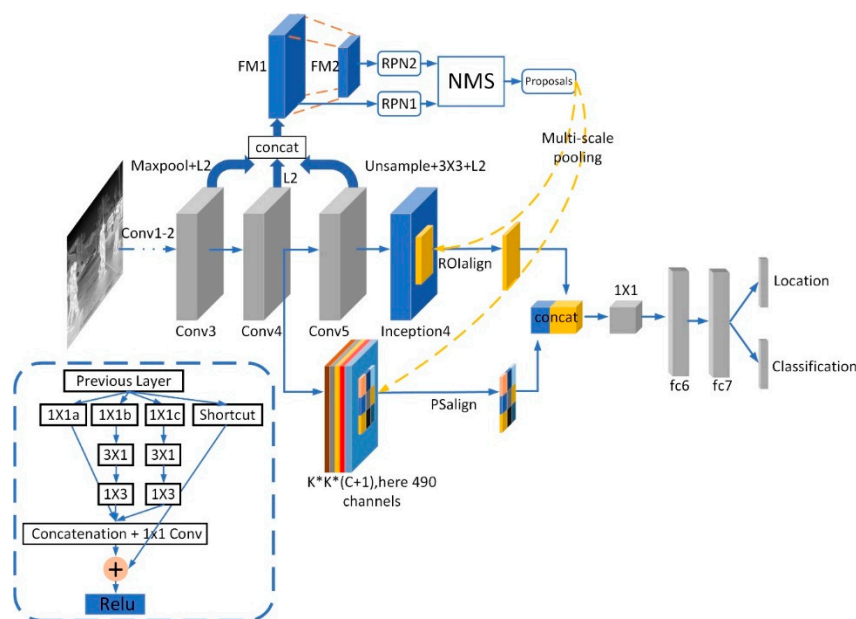 FM1
FM2
RPN2
RPN1
NMS
Proposals
Multi-scale
pooling
concat
Maxpool+L2
L2
Unsample+3X3+L2
Conv1-2
Conv3
Conv4
Conv5
Inception4
ROIalign
concat
1X1
fc6
fc7
Location
Classification
PSalign
K*K*(C+1),here 490
channels
Previous Layer
1X1a
1X1b
1X1c
Shortcut
3X1
3X1
1X3
1X3
Concatenation + 1x1 Conv
+
Relu